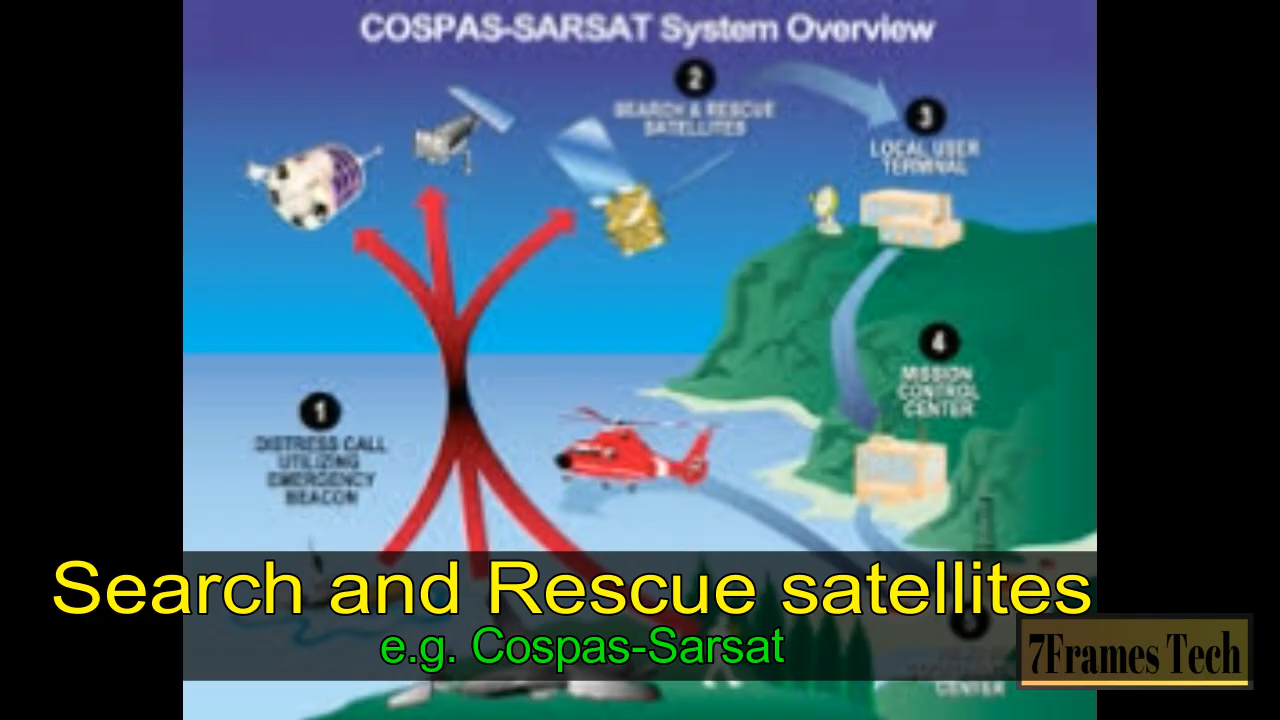 COSPAS-SARSAT System Overview
2
SEARCH & RESCUE
SATELLITES
3
LOCAL USER
TERMINAL
4
MISSION
CONTROL
CENTER
1
DISTRESS CALL
UTILIZING
EMERGENCY
BEACON
Search and Rescue satellites
e.g. Cospas-Sarsat
7Frames Tech
CENTER